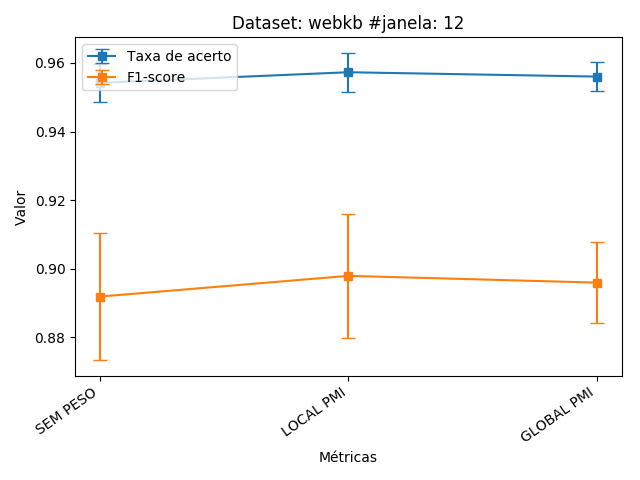 Dataset: webkb #janela: 12
Taxa de acerto
F1-score
0.96
0.94
0.92
0.90
0.88
Valor
SEM PESO
LOCAL PMI
GLOBAL PMI
Métricas